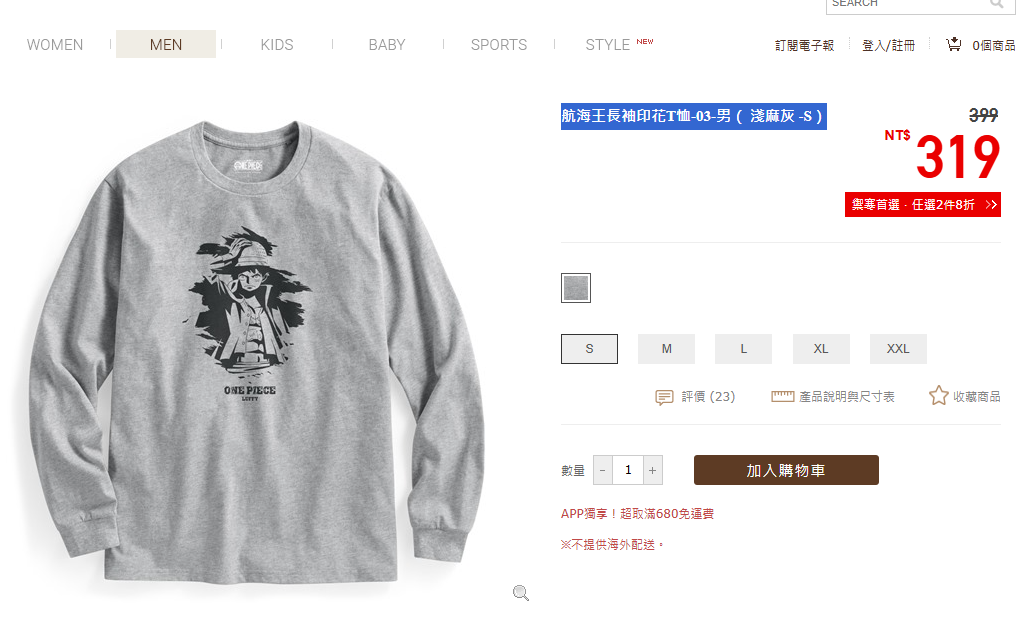 SEARCH
WOMEN
MEN
KIDS
BABY
SPORTS
STYLE NEW
訂閱電子報
登入/註冊
0個商品
航海王長袖印花T恤-03-男（ 淺麻灰 -S）
399
NT$ 319
禦寒首選．任選2件8折
ONE PIECE
ONE PIECE
LUFFY
S
M
L
XL
XXL
評價 (23)
產品說明與尺寸表
收藏商品
數量 - 1 +
加入購物車
APP獨享！超取滿680免運費
※不提供海外配送。